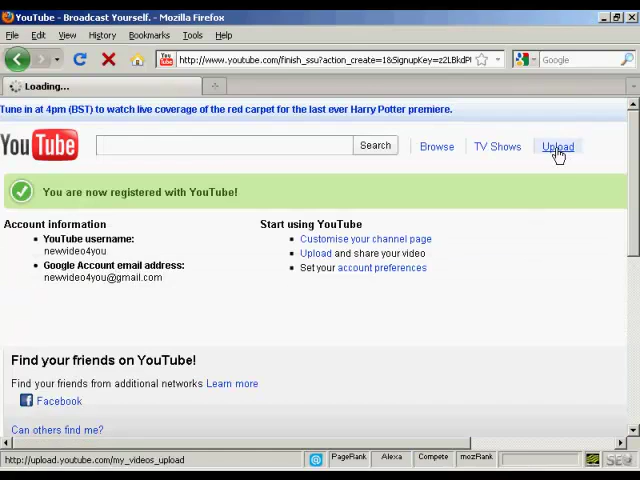 YouTube - Broadcast Yourself. - Mozilla Firefox
File Edit View History Bookmarks Tools Help
You Tube http://www.youtube.com/finish_ssu?action_create=1&SignupKey=z2LBkdPl Google
Loading...
Tune in at 4pm (BST) to watch live coverage of the red carpet for the last ever Harry Potter premiere.
YouTube Search Browse TV Shows Upload
You are now registered with YouTube!
Account information
YouTube username:
newvideo4you
Google Account email address:
newvideo4you@gmail.com
Start using YouTube
Customise your channel page
Upload and share your video
Set your account preferences
Find your friends on YouTube!
Find your friends from additional networks Learn more
Facebook
Can others find me?
http://upload.youtube.com/my_videos_upload PageRank Alexa Compete mozRank SEO